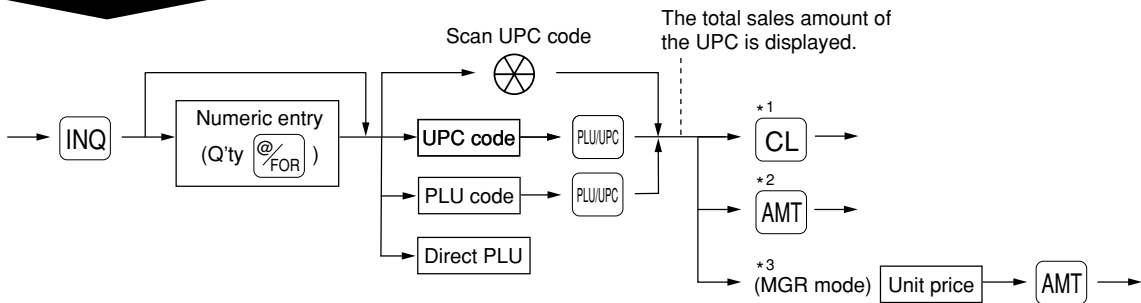 Scan UPC code
The total sales amount of
the UPC is displayed.
INQ
Numeric entry
(Q'ty @/FOR )
UPC code
PLU/UPC
PLU code
PLU/UPC
Direct PLU
*1
CL
*2
AMT
*3
(MGR mode) Unit price AMT